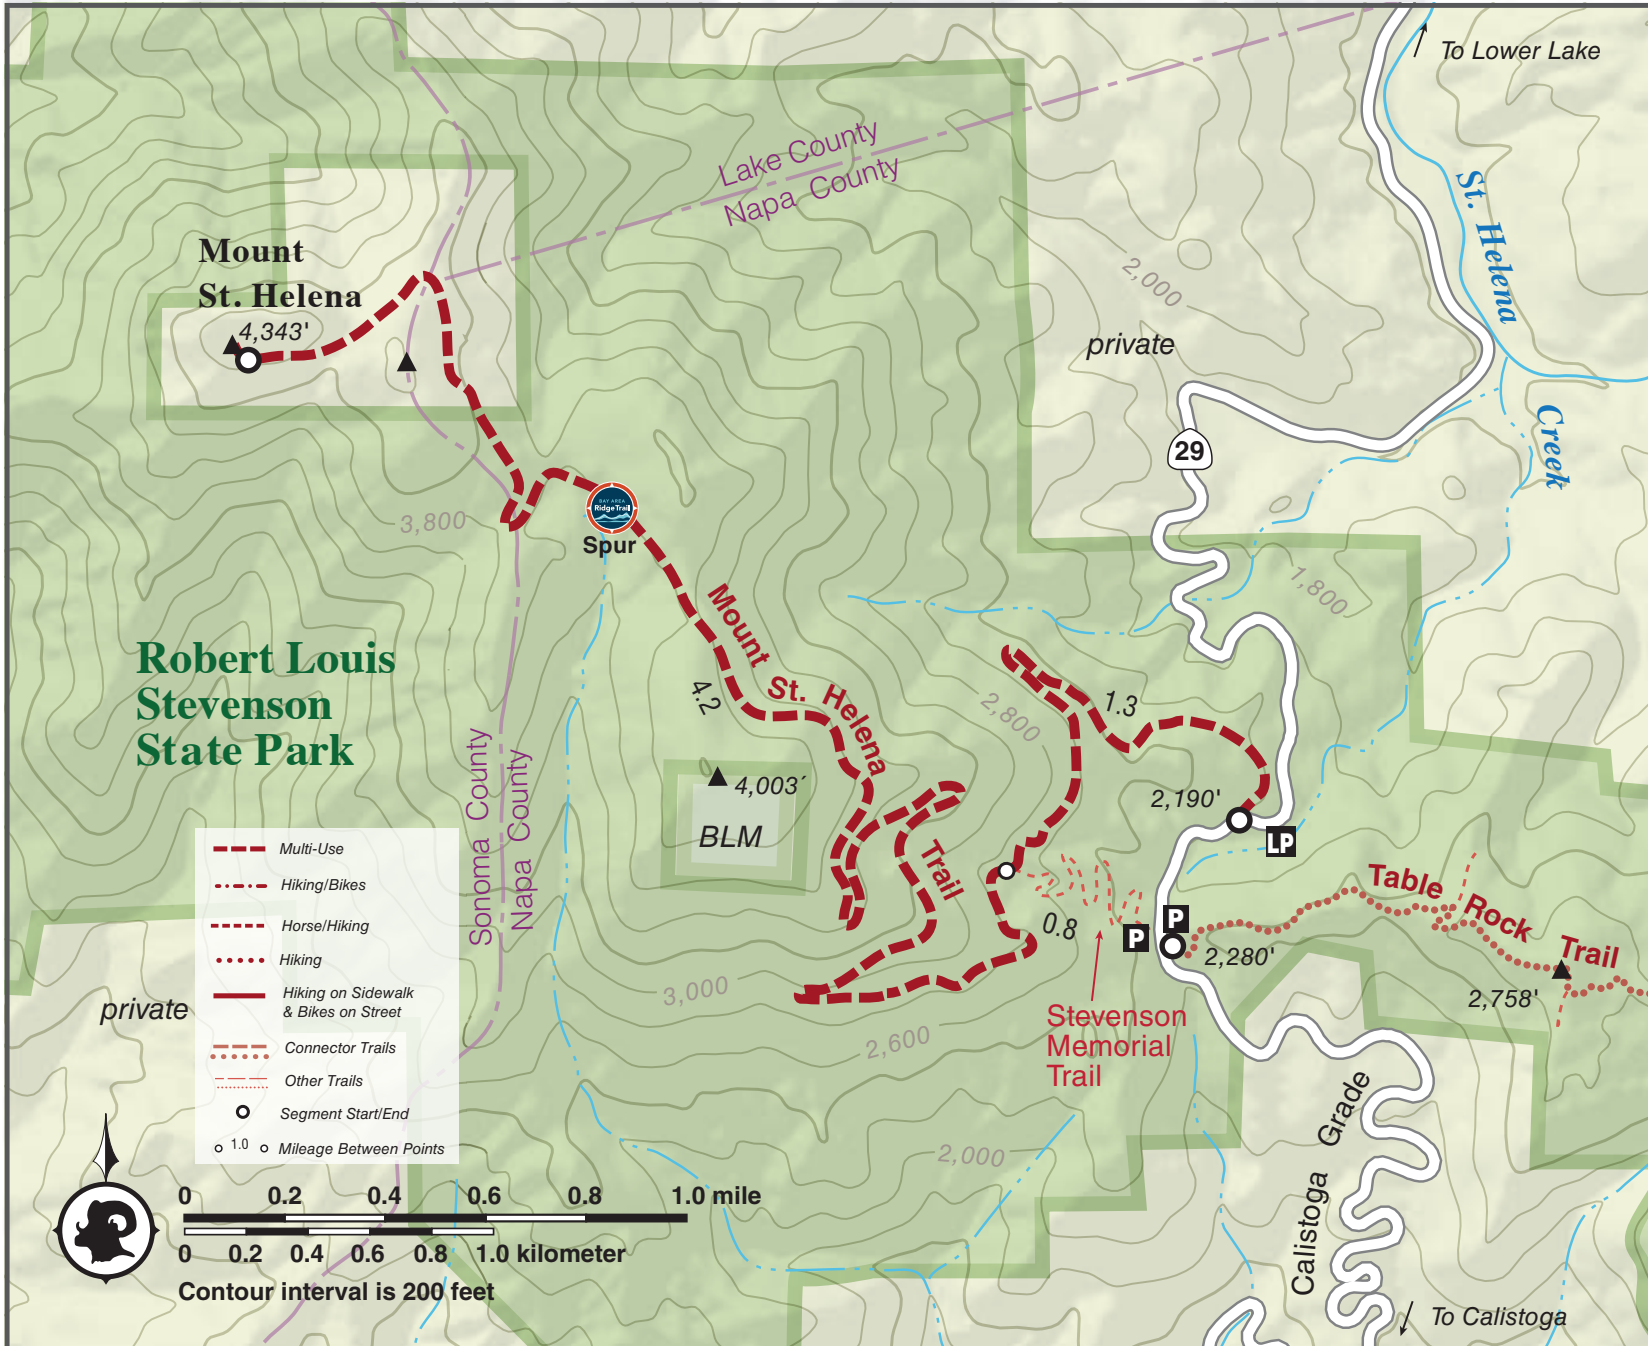 To Lower Lake
Lake County
Napa County
St. Helena
Creek
Mount
St. Helena
4,343'
2,000
private
29
3,800
BAY AREA
Ridge Trail
Spur
1,800
Mount
St. Helena
Trail
4.2
1.3
2,800
Robert Louis
Stevenson
State Park
Sonoma County
Napa County
4,003'
BLM
2,190'
LP
P
P
0.8
2,280'
Table Rock Trail
2,758'
3,000
2,600
Stevenson
Memorial
Trail
private
Multi-Use
Hiking/Bikes
Horse/Hiking
Hiking
Hiking on Sidewalk
& Bikes on Street
Connector Trails
Other Trails
Segment Start/End
1.0 Mileage Between Points
2,000
Calistoga Grade
0 0.2 0.4 0.6 0.8 1.0 mile
0 0.2 0.4 0.6 0.8 1.0 kilometer
Contour interval is 200 feet
To Calistoga